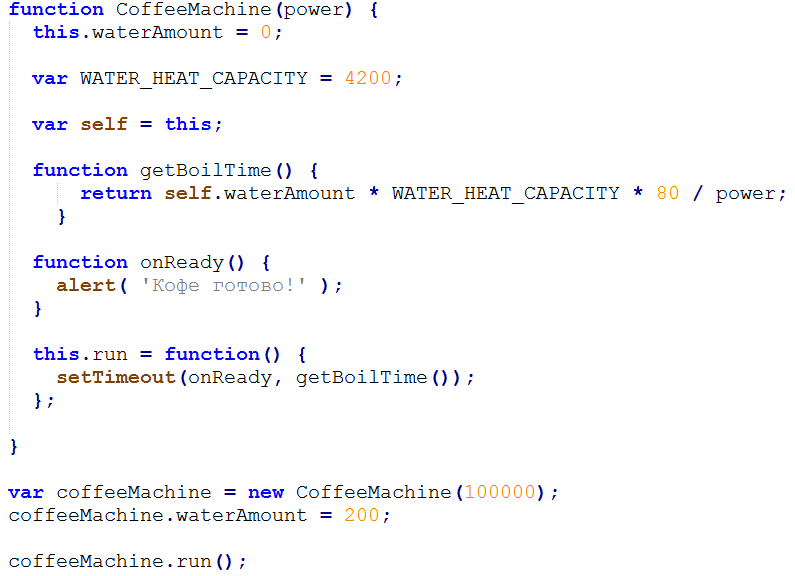 function CoffeeMachine(power) {
this.waterAmount = 0;
var WATER_HEAT_CAPACITY = 4200;
var self = this;
function getBoilTime() {
return self.waterAmount * WATER_HEAT_CAPACITY * 80 / power;
}
function onReady() {
alert( 'Кофе готово!' );
}
this.run = function() {
setTimeout(onReady, getBoilTime());
};
}
var coffeeMachine = new CoffeeMachine(100000);
coffeeMachine.waterAmount = 200;
coffeeMachine.run();